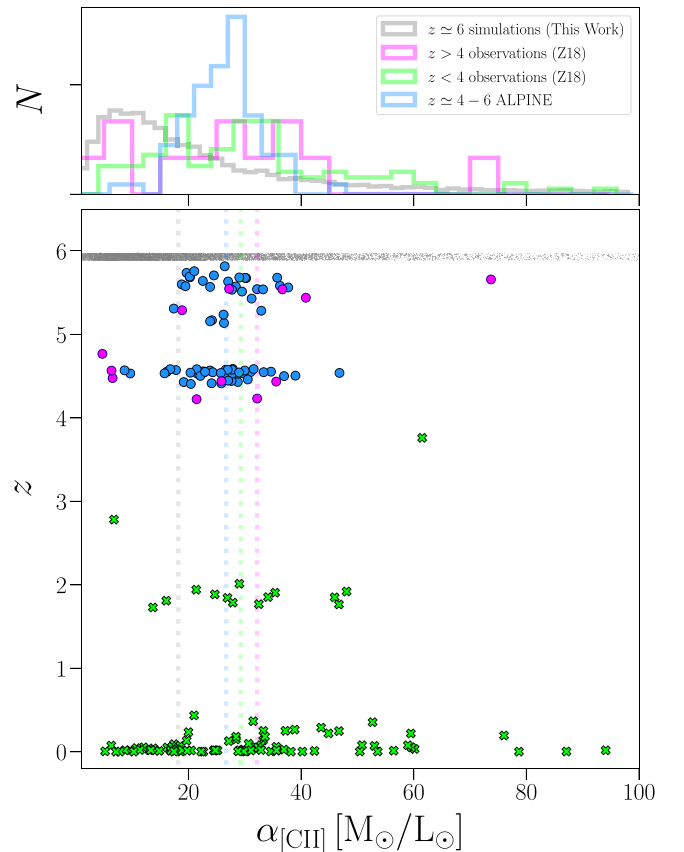 N
z ≃ 6 simulations (This Work)
z > 4 observations (Z18)
z < 4 observations (Z18)
z ≃ 4 − 6 ALPINE
6
5
4
3
2
1
0
z
20 40 60 80 100
α[CII] [M⊙/L⊙]